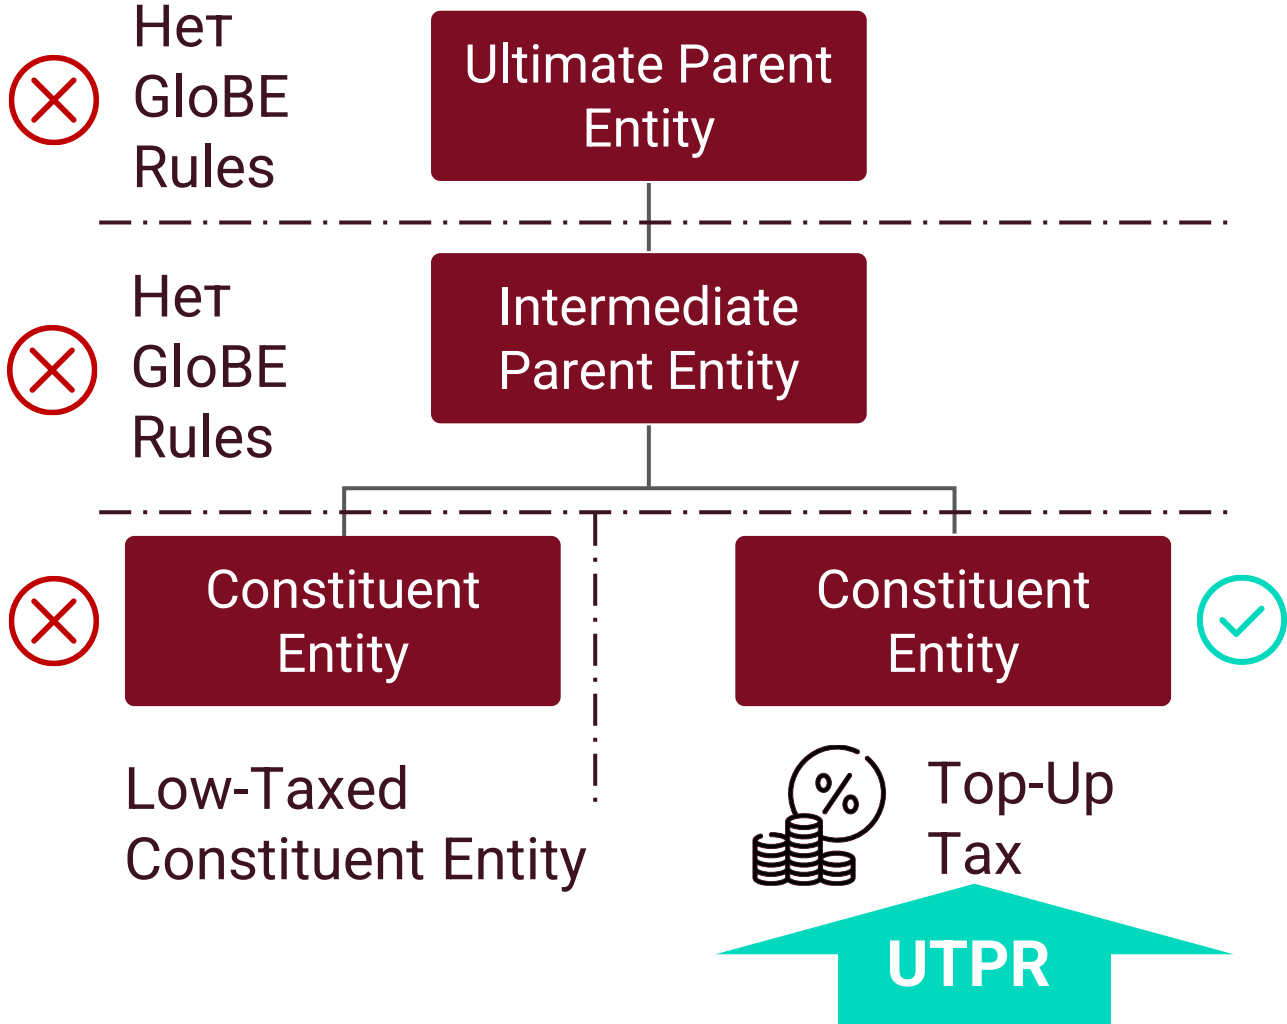 Нет
GloBE
Rules
Ultimate Parent
Entity
Нет
GloBE
Rules
Intermediate
Parent Entity
Constituent
Entity
Constituent
Entity
Low-Taxed
Constituent Entity
%
Top-Up
Tax
UTPR